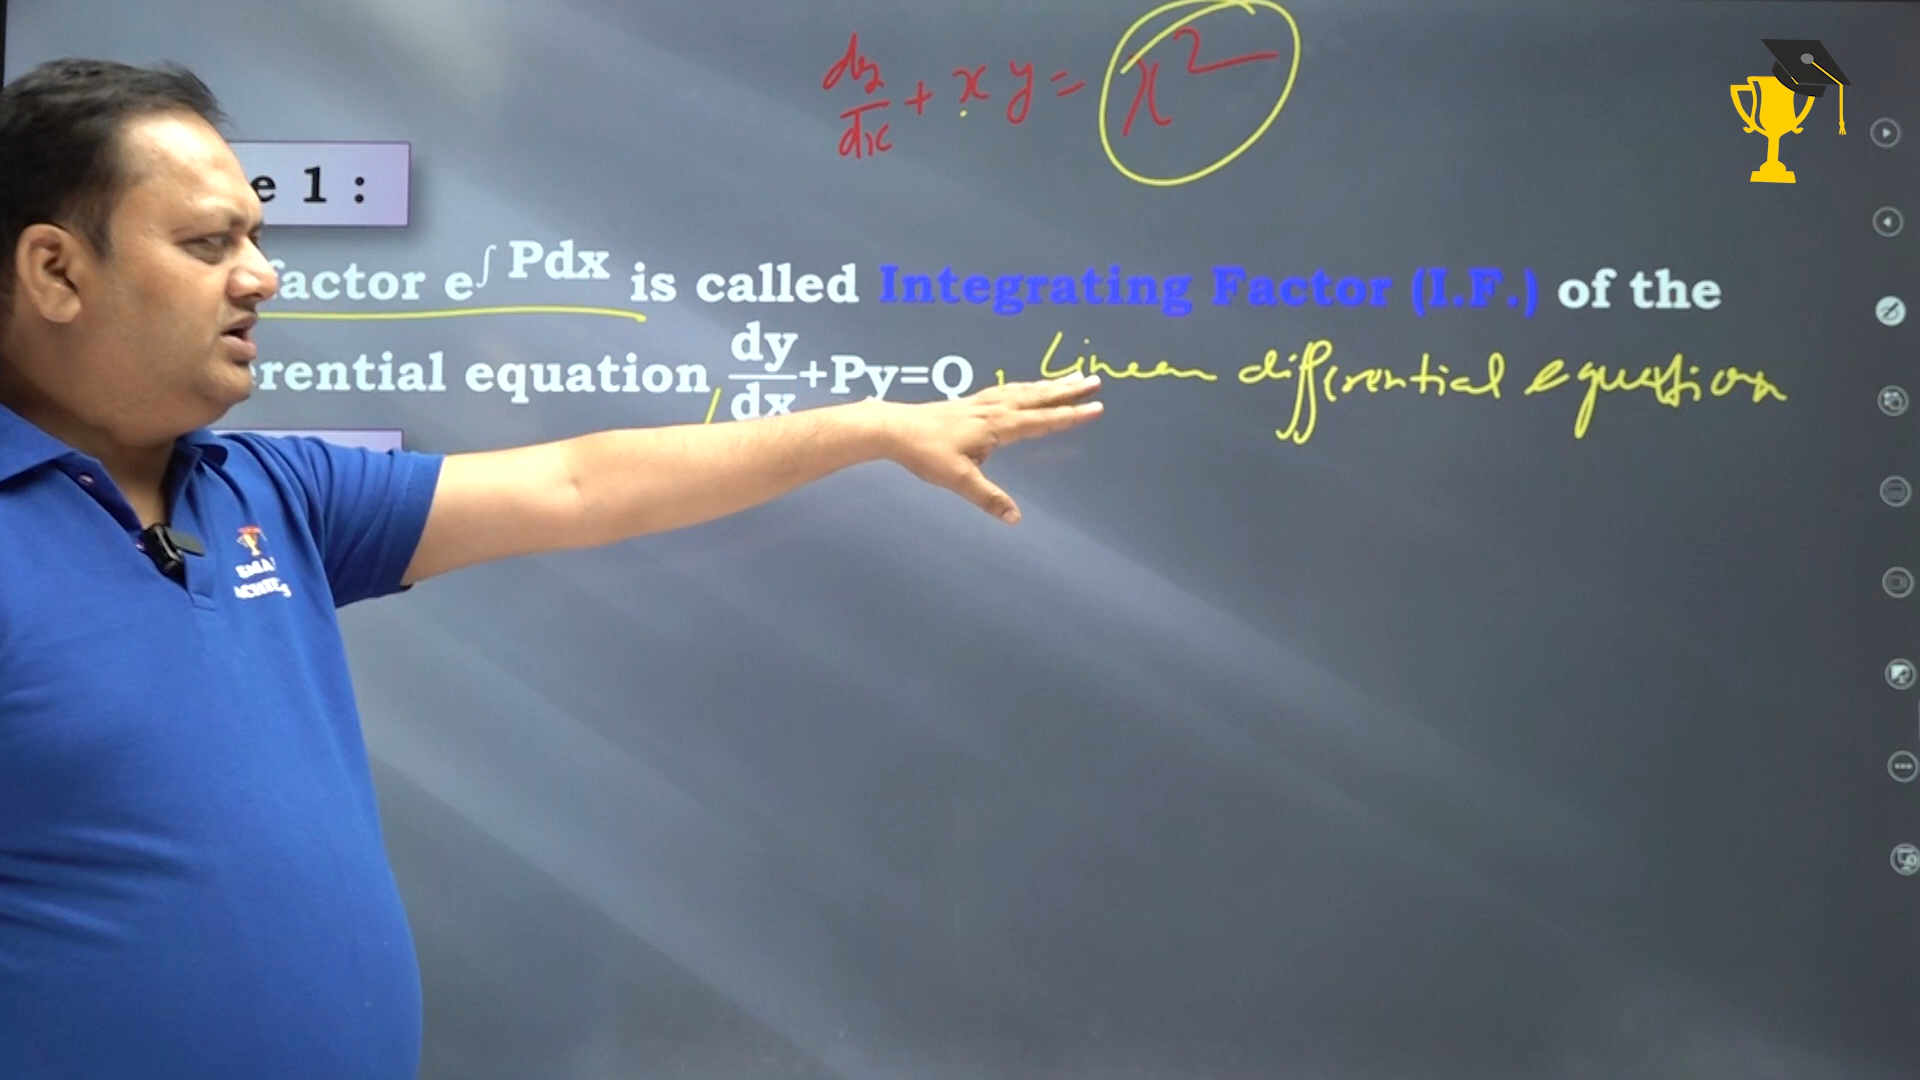 dy/dx + x y = x²
e 1 :
factor e^∫ Pdx is called Integrating Factor (I.F.) of the
erential equation dy/dx+Py=Q , Linear differential equation